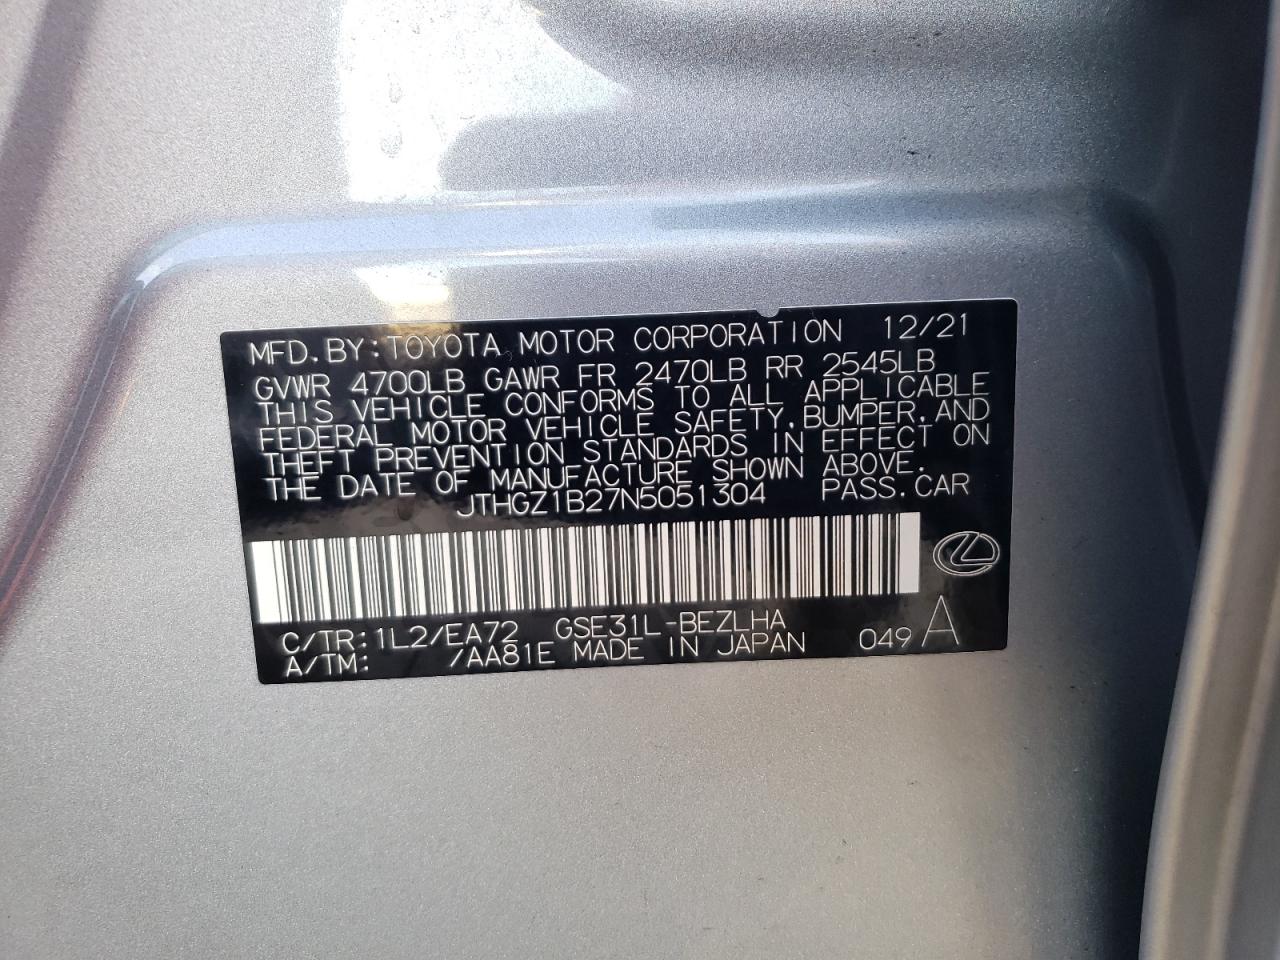 MFD.BY:TOYOTA MOTOR CORPORATION 12/21
GVWR 4700LB GAWR FR 2470LB RR 2545LB
THIS VEHICLE CONFORMS TO ALL APPLICABLE
FEDERAL MOTOR VEHICLE SAFETY,BUMPER,AND
THEFT PREVENTION STANDARDS IN EFFECT ON
THE DATE OF MANUFACTURE SHOWN ABOVE.
JTHGZ1B27N5051304 PASS.CAR
C/TR:1L2/EA72 GSE31L-BEZLHA
A/TM: /AA81E MADE IN JAPAN 049 A